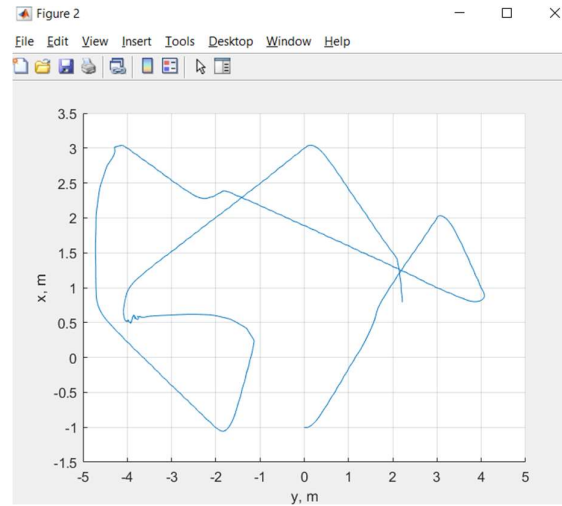 Figure 2
File Edit View Insert Tools Desktop Window Help
3.5
3
2.5
2
1.5
1
0.5
0
-0.5
-1
-1.5
x, m
-5 -4 -3 -2 -1 0 1 2 3 4 5
y, m